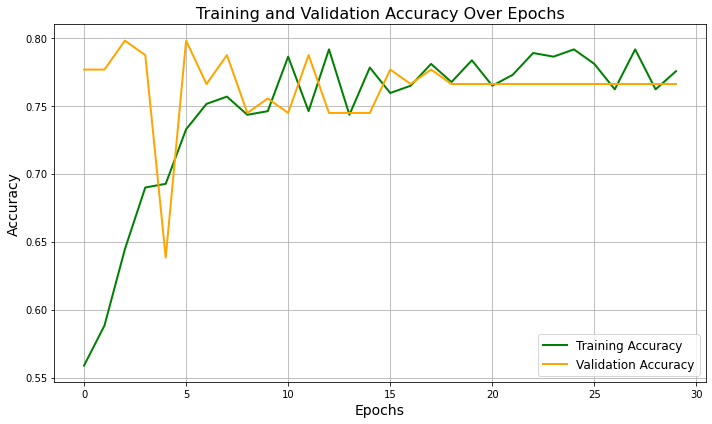 Training and Validation Accuracy Over Epochs
0.80
0.75
0.70
0.65
0.60
0.55
Accuracy
0
5
10
15
20
25
30
Epochs
Training Accuracy
Validation Accuracy